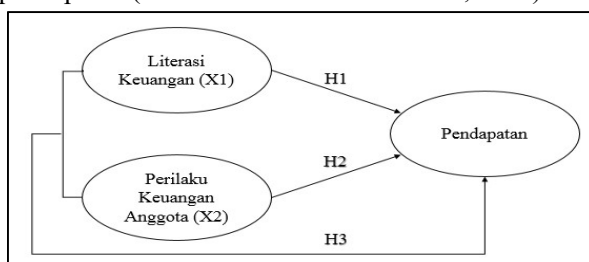 Literasi
Keuangan (X1)
H1
Pendapatan
H2
Perilaku
Keuangan
Anggota (X2)
H3